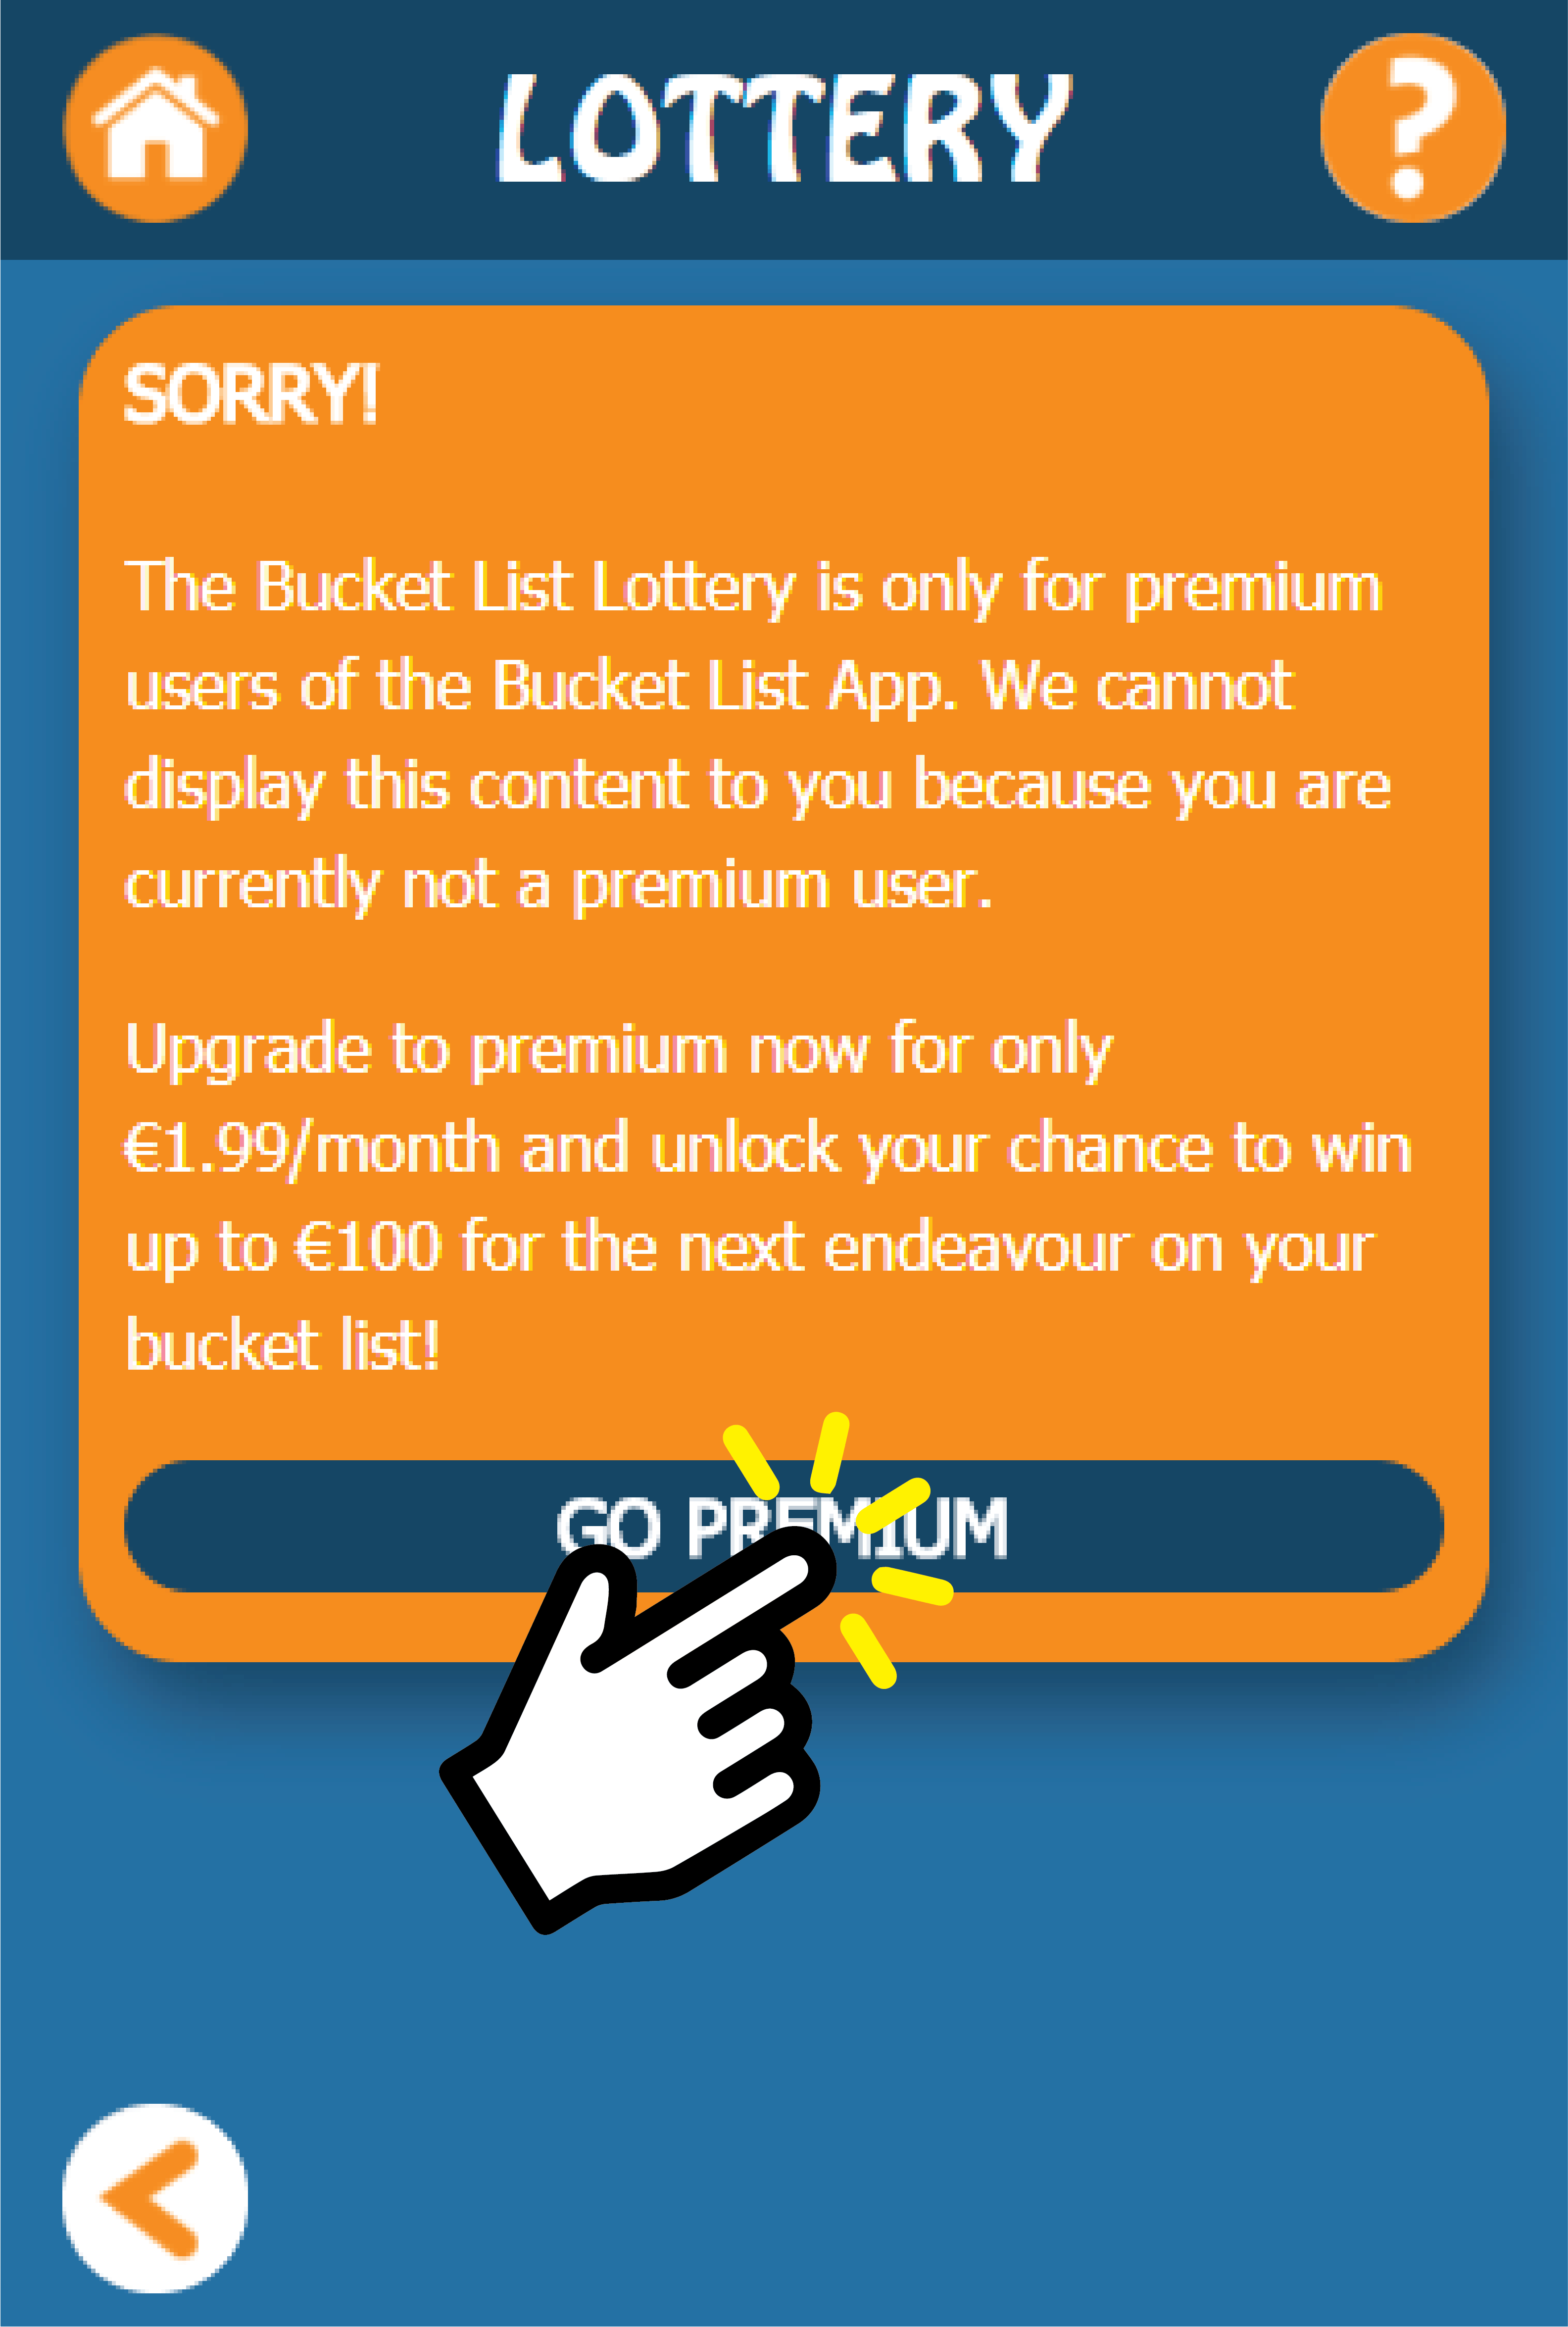 LOTTERY
?
SORRY!
The Bucket List Lottery is only for premium
users of the Bucket List App. We cannot
display this content to you because you are
currently not a premium user.
Upgrade to premium now for only
€1.99/month and unlock your chance to win
up to €100 for the next endeavour on your
bucket list!
GO PREMIUM